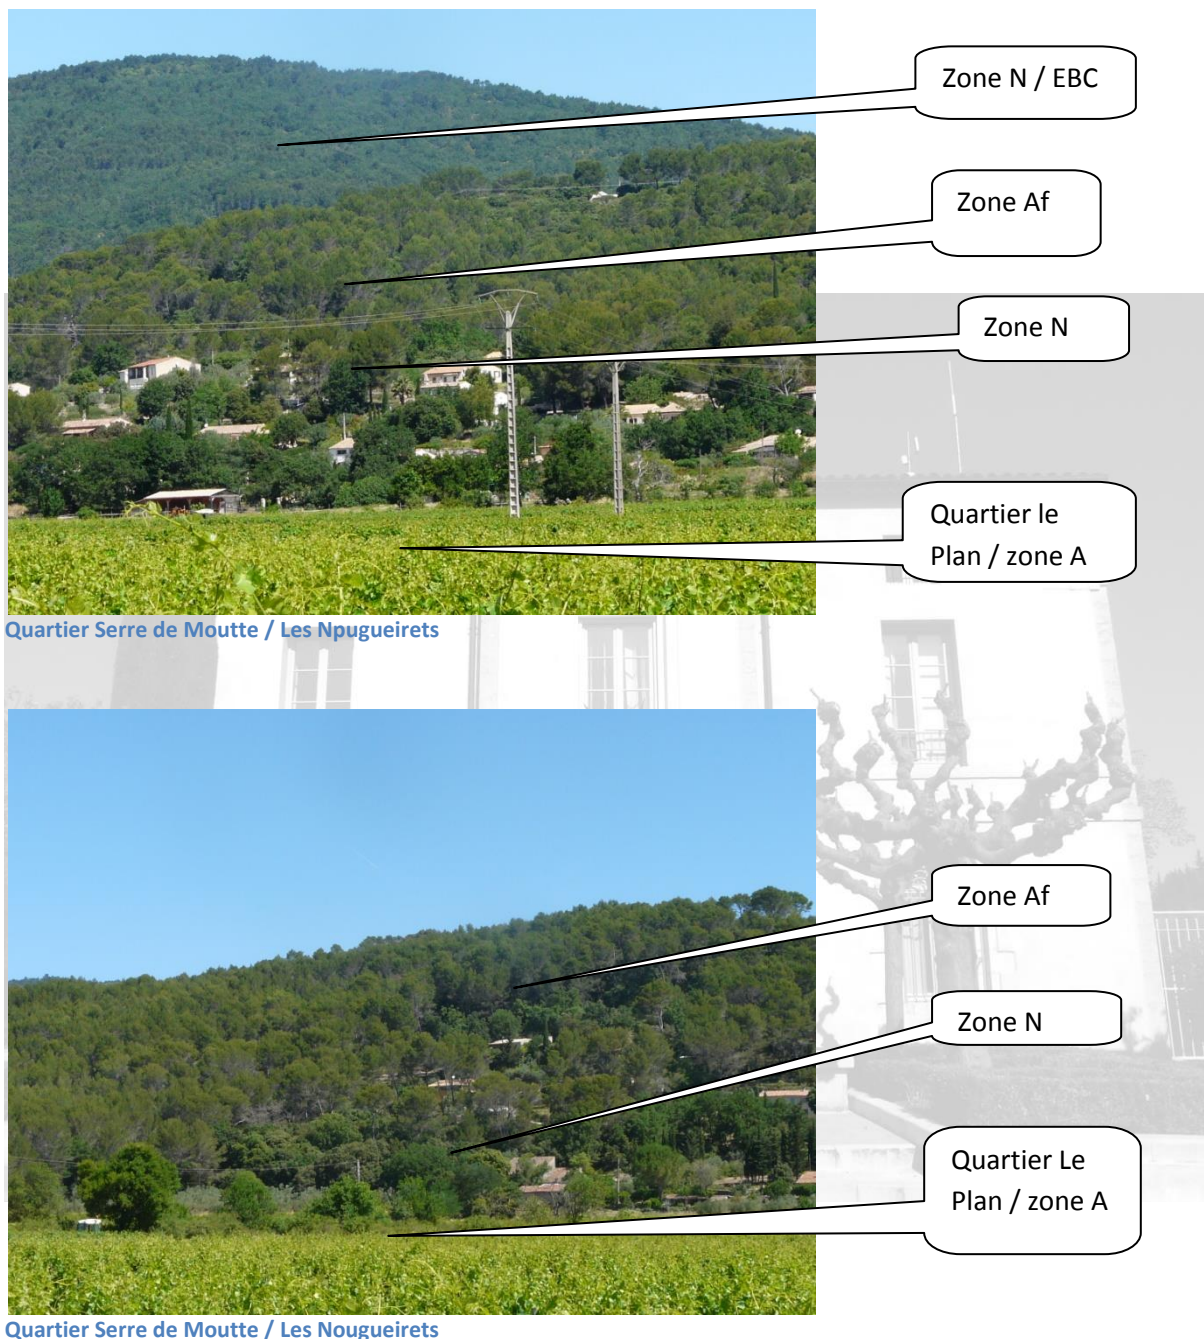 Zone N / EBC
Zone Af
Zone N
Quartier le
Plan / zone A
Quartier Serre de Moutte / Les Npugueirets
Zone Af
Zone N
Quartier Le
Plan / zone A
Quartier Serre de Moutte / Les Nougueirets